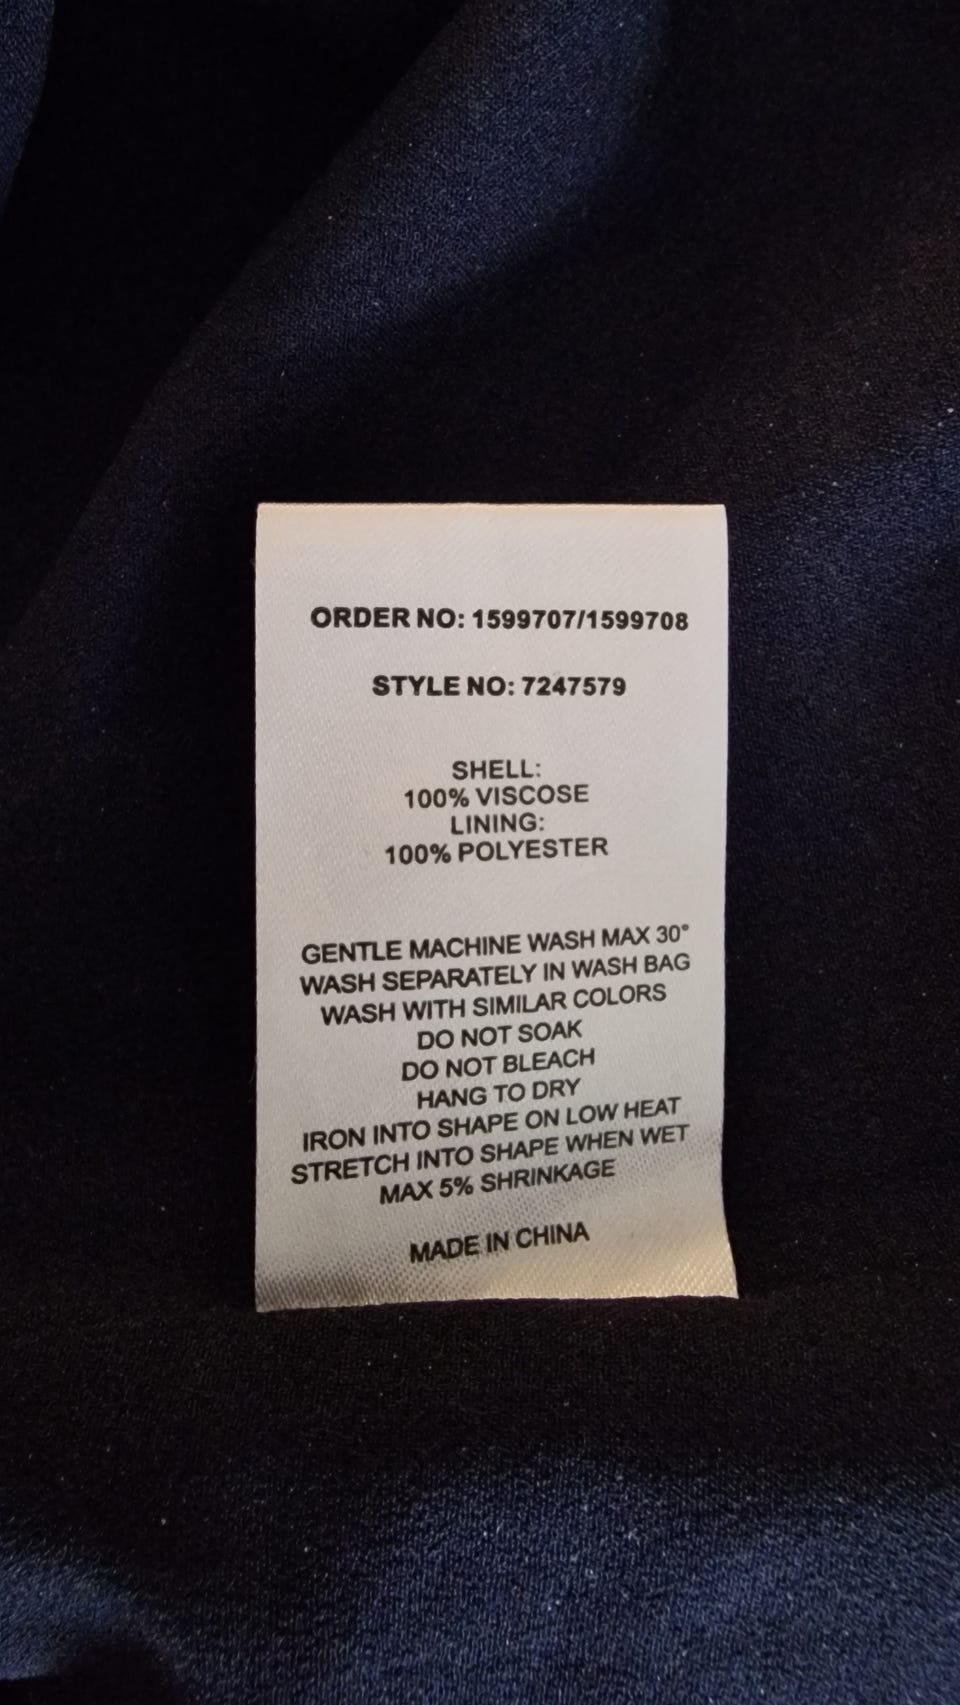 ORDER NO: 1599707/1599708
STYLE NO: 7247579
SHELL:
100% VISCOSE
LINING:
100% POLYESTER
GENTLE MACHINE WASH MAX 30°
WASH SEPARATELY IN WASH BAG
WASH WITH SIMILAR COLORS
DO NOT SOAK
DO NOT BLEACH
HANG TO DRY
IRON INTO SHAPE ON LOW HEAT
STRETCH INTO SHAPE WHEN WET
MAX 5% SHRINKAGE
MADE IN CHINA